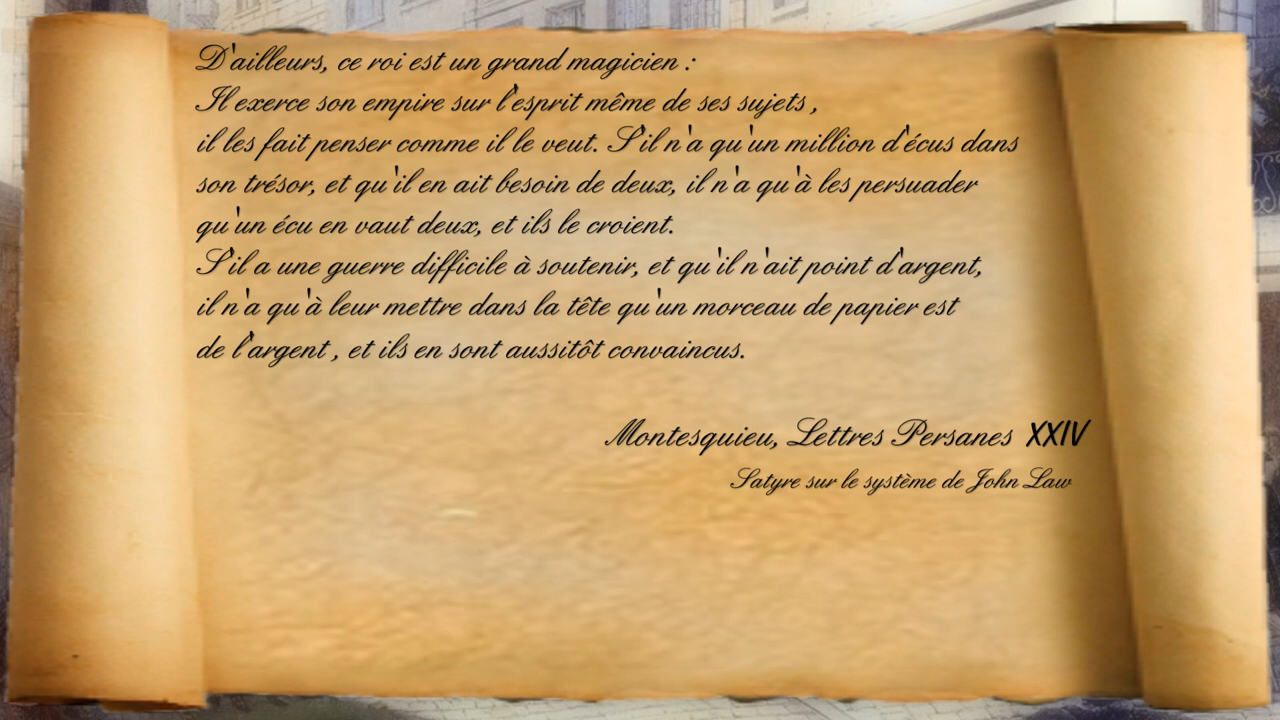 D'ailleurs, ce roi est un grand magicien :
Il exerce son empire sur l'esprit même de ses sujets ,
il les fait penser comme il le veut. S'il n'a qu'un million d'écus dans
son trésor, et qu'il en ait besoin de deux, il n'a qu'à les persuader
qu'un écu en vaut deux, et ils le croient.
S'il a une guerre difficile à soutenir, et qu'il n'ait point d'argent,
il n'a qu'à leur mettre dans la tête qu'un morceau de papier est
de l'argent , et ils en sont aussitôt convaincus.
Montesquieu, Lettres Persanes XXIV
Satyre sur le système de John Law